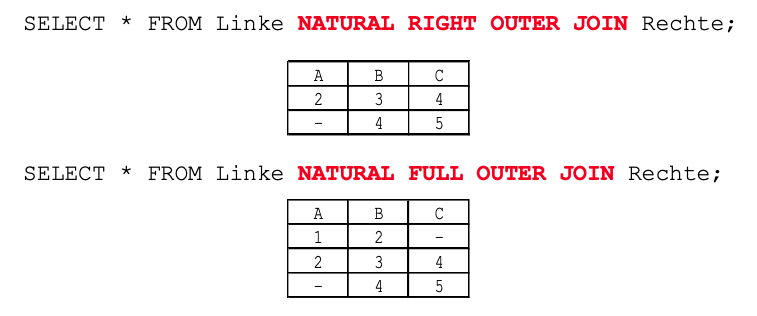 SELECT * FROM Linke NATURAL RIGHT OUTER JOIN Rechte;
A B C
2 3 4
- 4 5
SELECT * FROM Linke NATURAL FULL OUTER JOIN Rechte;
A B C
1 2 -
2 3 4
- 4 5